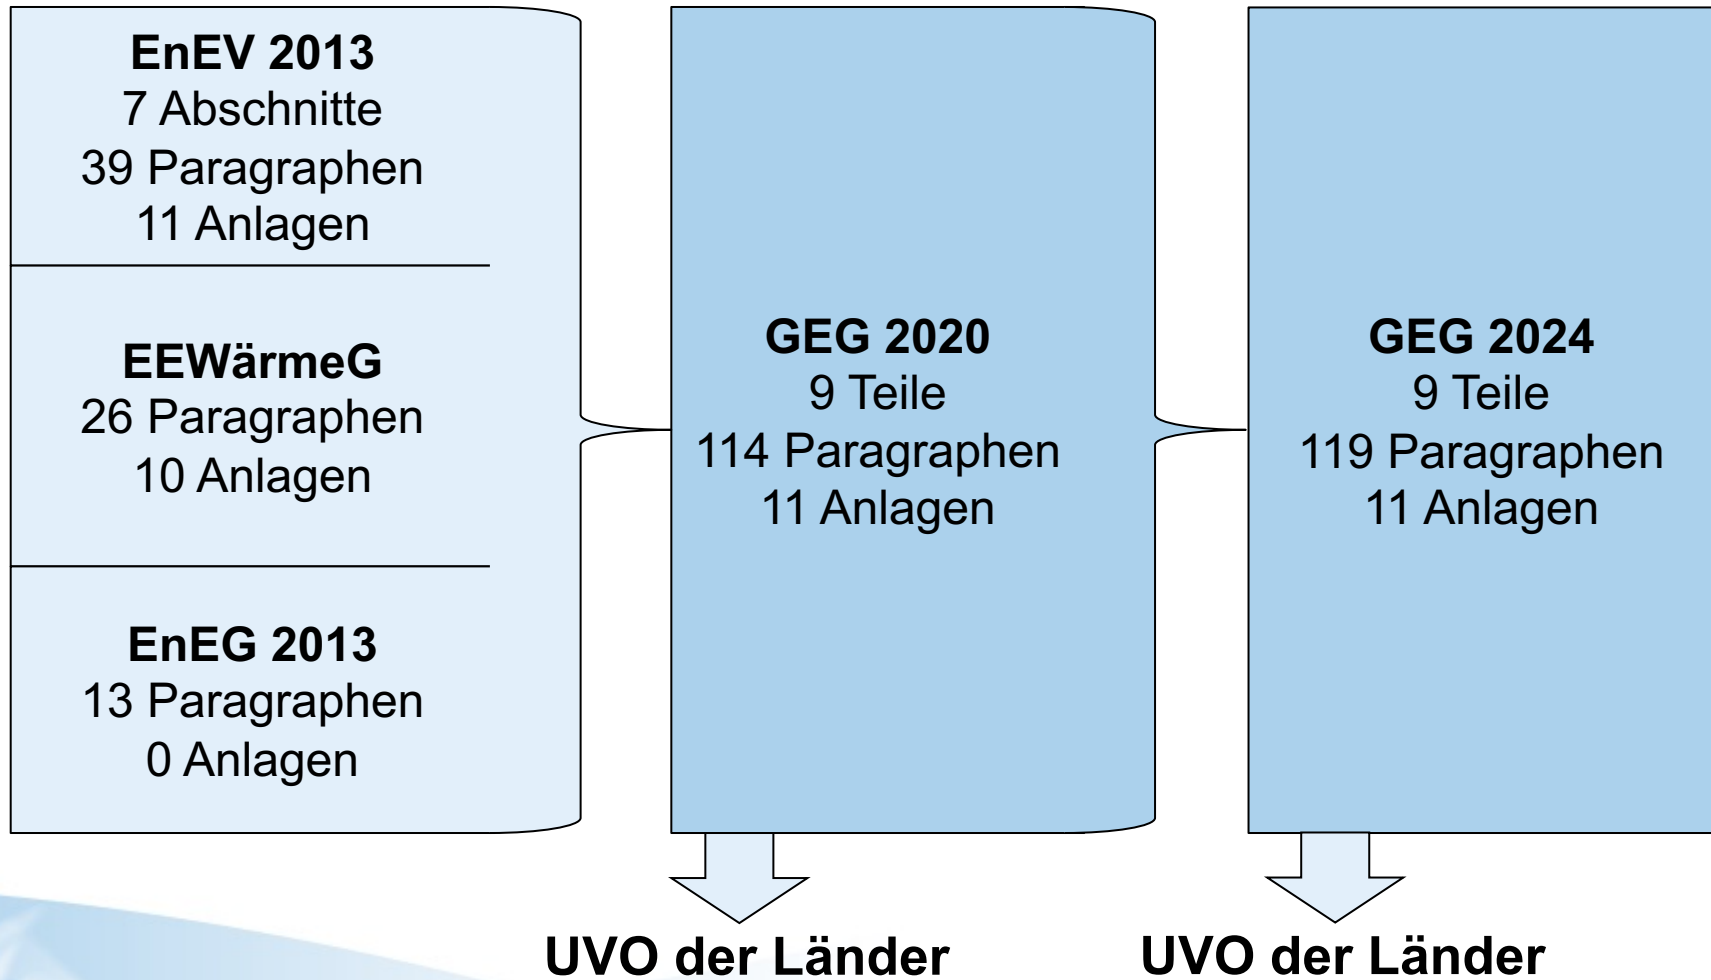 EnEV 2013
7 Abschnitte
39 Paragraphen
11 Anlagen
EEWärmeG
26 Paragraphen
10 Anlagen
EnEG 2013
13 Paragraphen
0 Anlagen
GEG 2020
9 Teile
114 Paragraphen
11 Anlagen
UVO der Länder
GEG 2024
9 Teile
119 Paragraphen
11 Anlagen
UVO der Länder